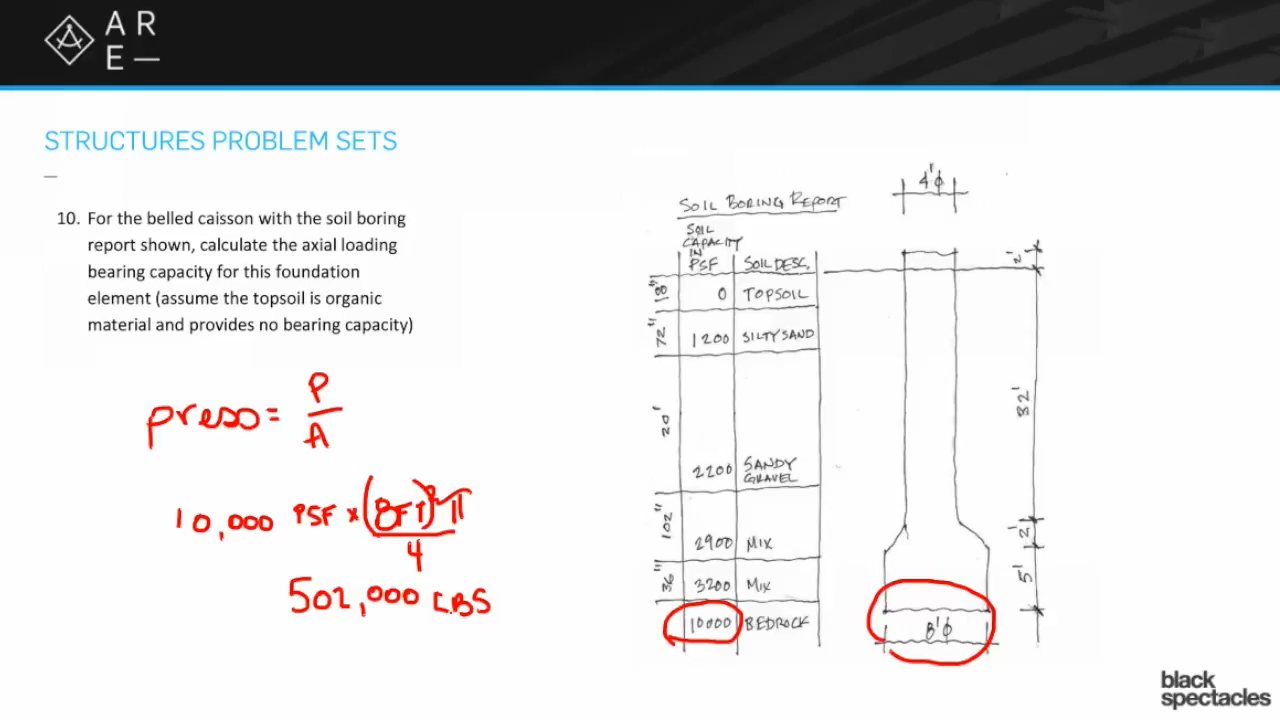 A R
E —
STRUCTURES PROBLEM SETS
10. For the belled caisson with the soil boring
report shown, calculate the axial loading
bearing capacity for this foundation
element (assume the topsoil is organic
material and provides no bearing capacity)
preso = P
A
10,000 PSF × (8FT)² π
4
502,000 LBS
SOIL BORING REPORT
SOIL
CAPACITY
IN
PSF SOIL DESC.
18" 0 TOPSOIL
72" 1200 SILTY SAND
20' 2200 SANDY
GRAVEL
102" 2900 MIX
36" 3200 MIX
10000 BEDROCK
4'ϕ
2'
32'
2'
5'
8'ϕ
black
spectacles